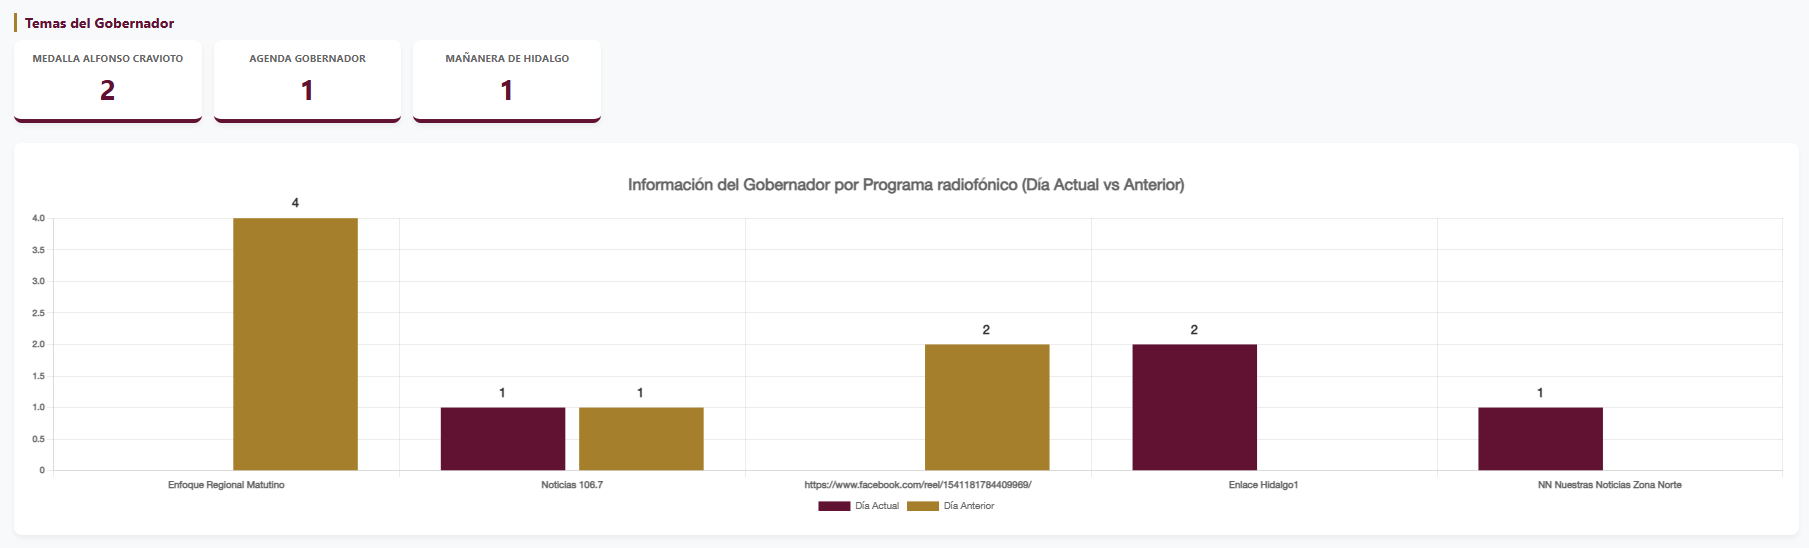 Temas del Gobernador
MEDALLA ALFONSO CRAVIOTO
2
AGENDA GOBERNADOR
1
MAÑANERA DE HIDALGO
1
Información del Gobernador por Programa radiofónico (Día Actual vs Anterior)
4.0
3.5
3.0
2.5
2.0
1.5
1.0
0.5
0
4
1
1
2
2
1
Enfoque Regional Matutino
Noticias 106.7
https://www.facebook.com/reel/1541181784409969/
Enlace Hidalgo1
NN Nuestras Noticias Zona Norte
Día Actual
Día Anterior